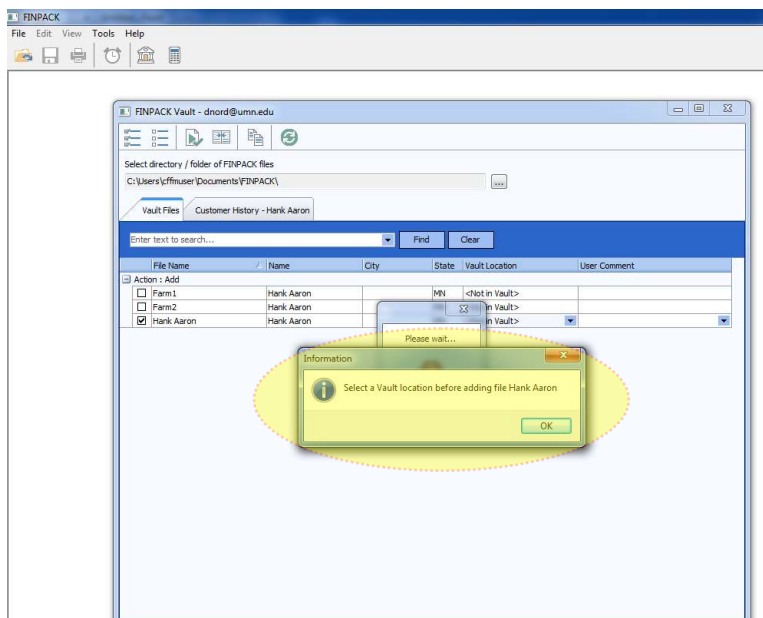 FINPACK
File Edit View Tools Help
FINPACK Vault - dnord@umn.edu
Select directory / folder of FINPACK files
C:\Users\cffmuser\Documents\FINPACK\
...
Vault Files Customer History - Hank Aaron
Enter text to search... Find Clear
File Name Name City State Vault Location User Comment
Action : Add
Farm1 Hank Aaron MN <Not in Vault>
Farm2 Hank Aaron in Vault>
Hank Aaron Hank Aaron in Vault>
Please wait...
Information
Select a Vault location before adding file Hank Aaron
OK